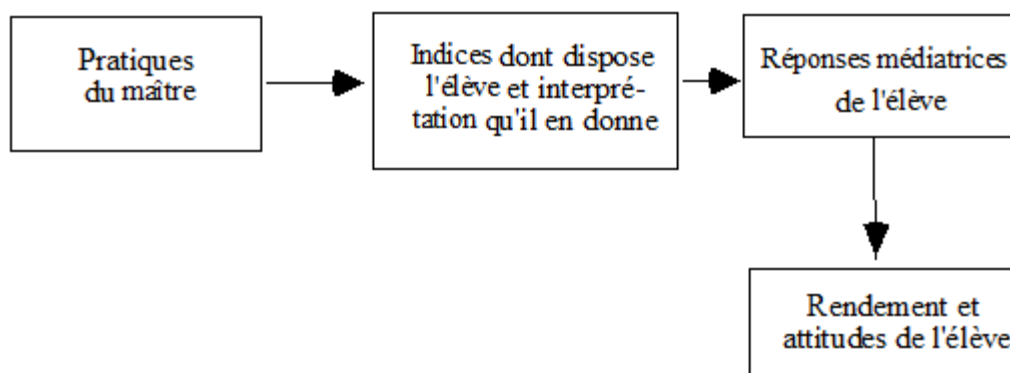 Pratiques
du maître
Indices dont dispose
l'élève et interpré-
tation qu'il en donne
Réponses médiatrices
de l'élève
Rendement et
attitudes de l'élève